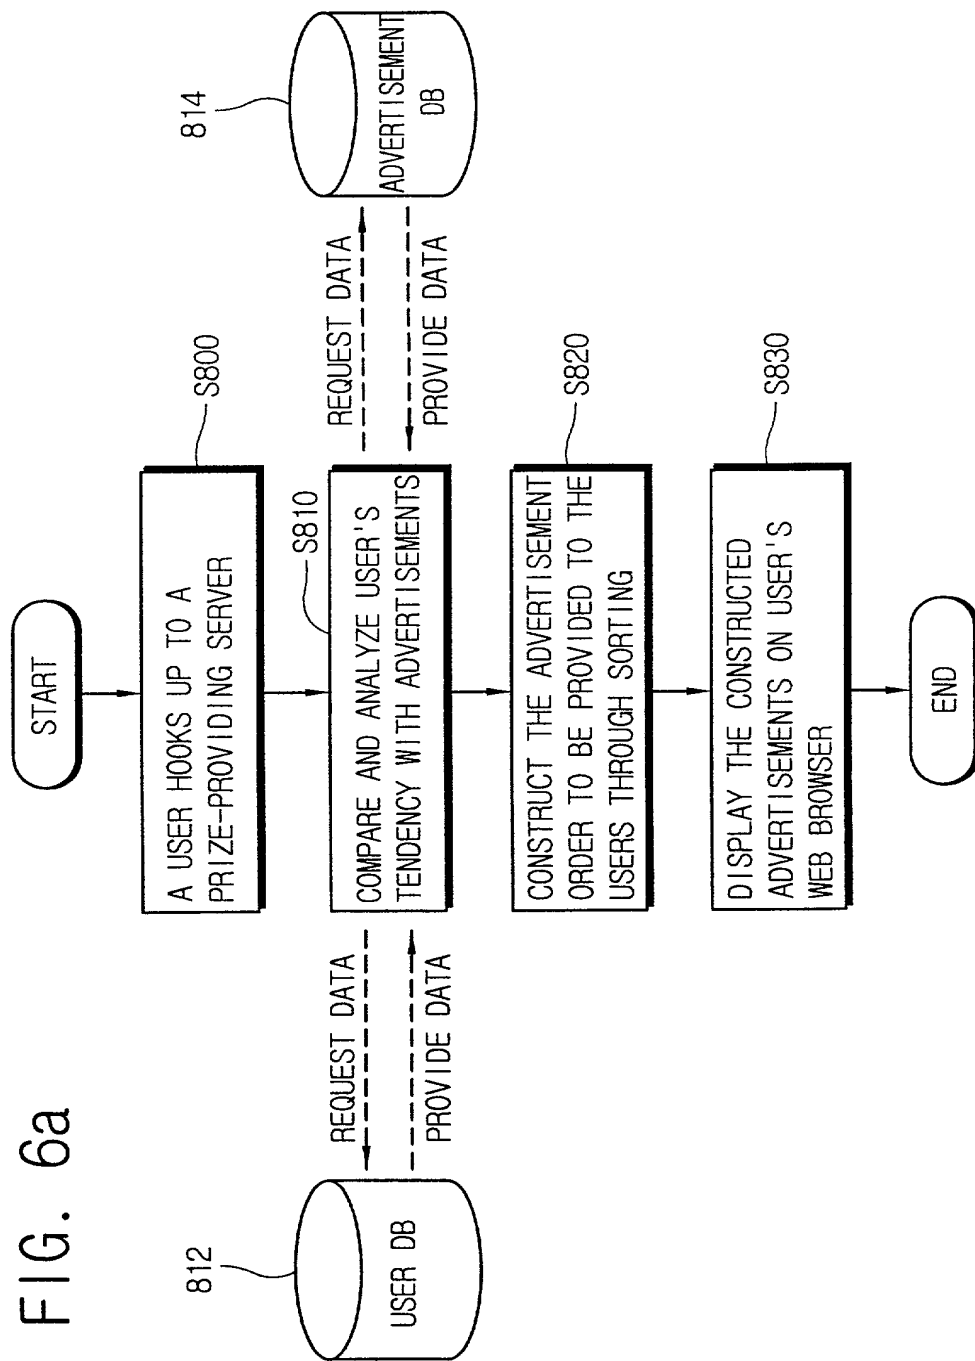 FIG. 6a
START
A USER HOOKS UP TO A
PRIZE-PROVIDING SERVER
S800
812
USER DB
REQUEST DATA
PROVIDE DATA
S810
COMPARE AND ANALYZE USER'S
TENDENCY WITH ADVERTISEMENTS
REQUEST DATA
PROVIDE DATA
814
ADVERTISEMENT
DB
CONSTRUCT THE ADVERTISEMENT
ORDER TO BE PROVIDED TO THE
USERS THROUGH SORTING
S820
DISPLAY THE CONSTRUCTED
ADVERTISEMENTS ON USER'S
WEB BROWSER
S830
END